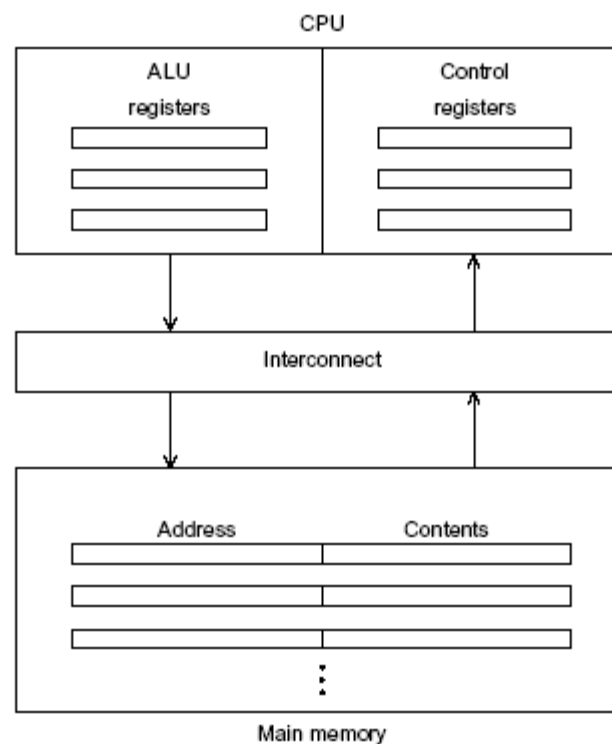 CPU
ALU
Control
registers
registers
Interconnect
Address
Contents
Main memory